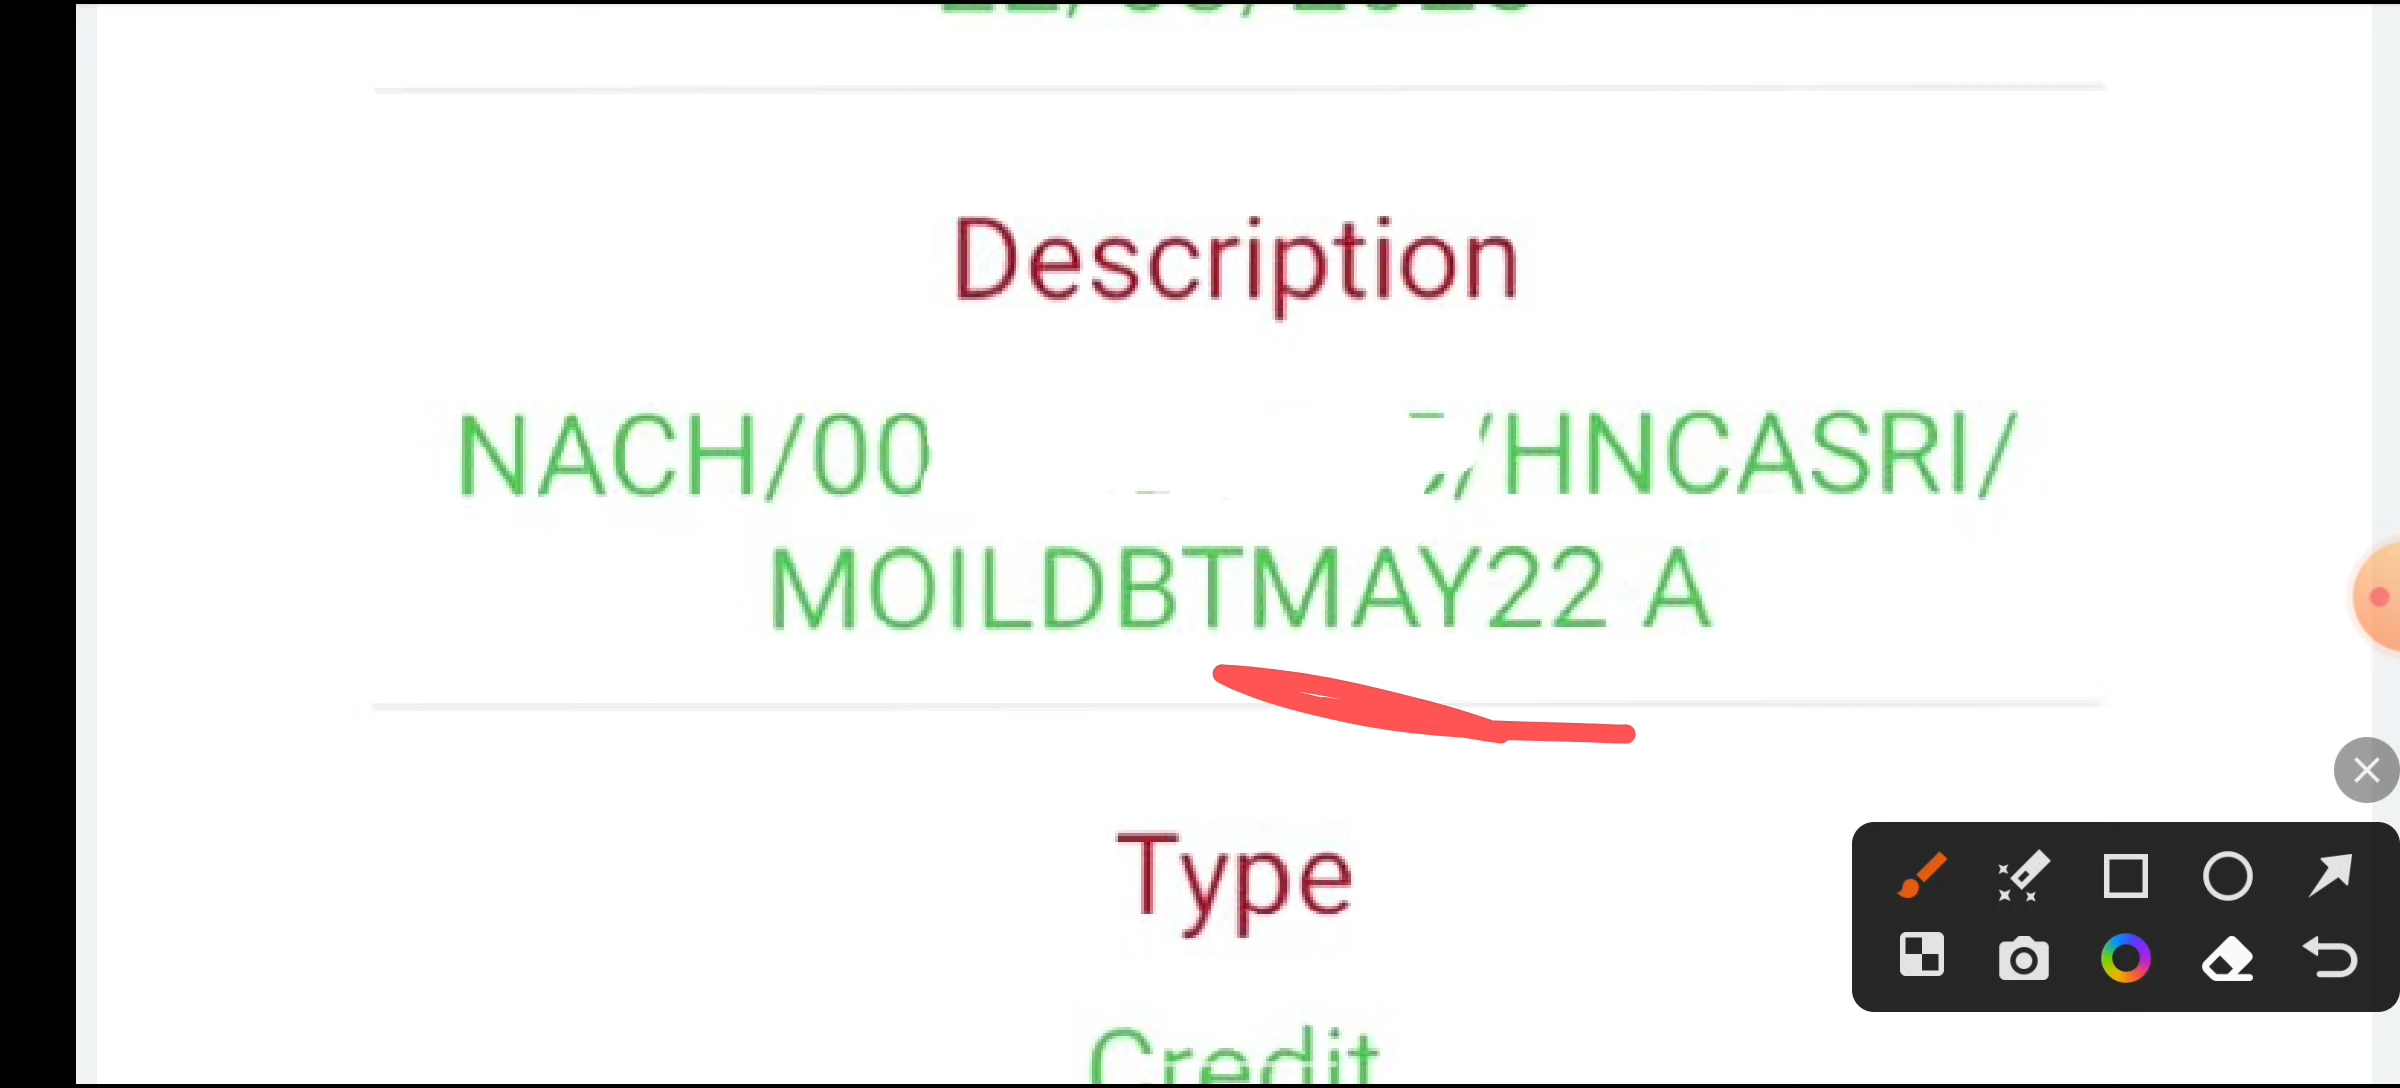 Description
NACH/00 /HNCASRI/
MOILDBTMAY22 A
Type
Credit